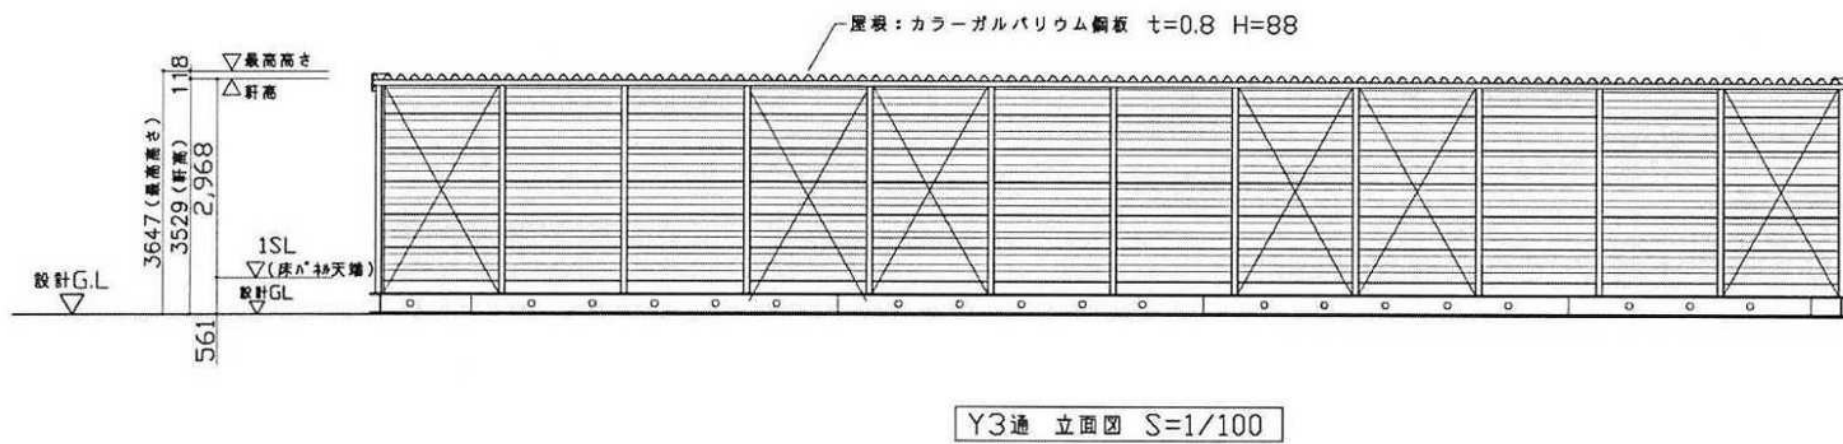 屋根：カラーガルバリウム鋼板 t=0.8 H=88
▽最高高さ
△軒高
118
3647(最高高さ)
3529(軒高)
2,968
1SL
▽(床ﾊﾟﾈﾙ天端)
設計G.L
設計GL
561
Y3通 立面図 S=1/100